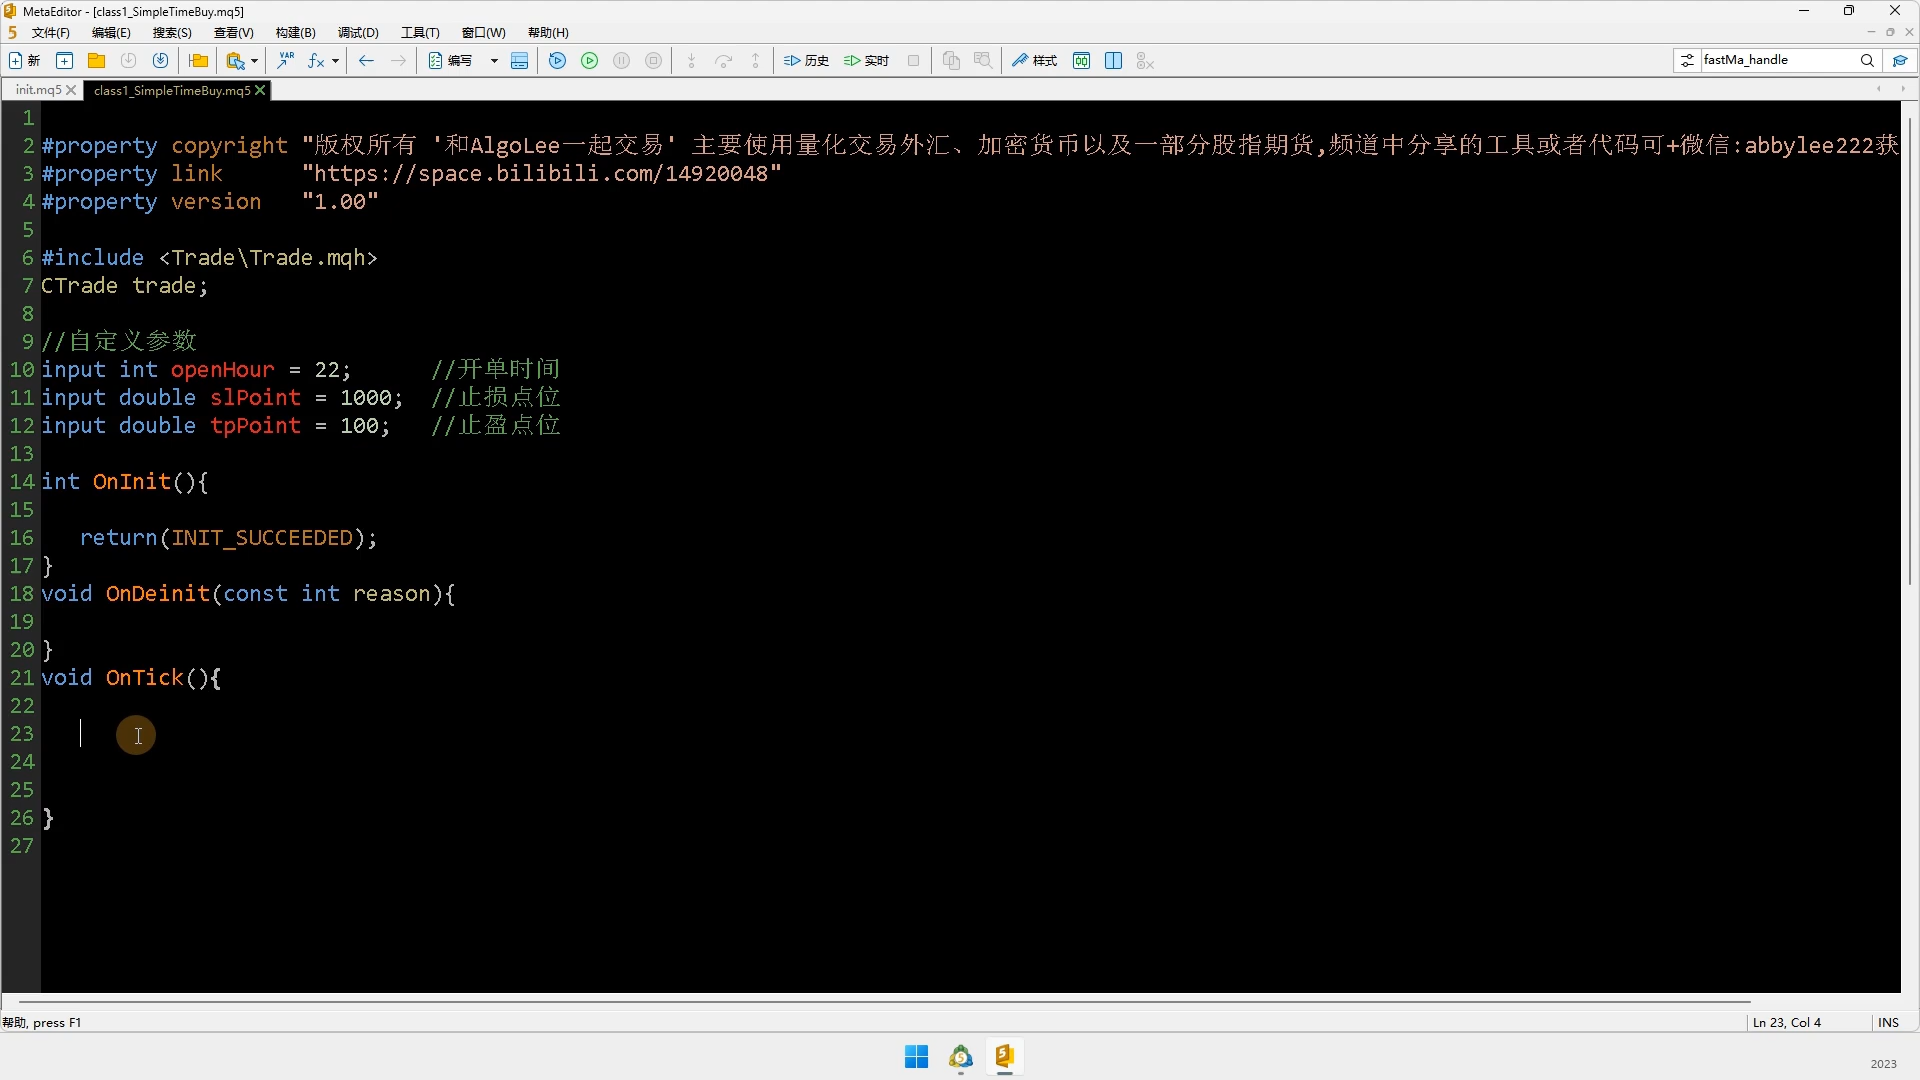 MetaEditor - [class1_SimpleTimeBuy.mq5]
文件(F) 编辑(E) 搜索(S) 查看(V) 构建(B) 调试(D) 工具(T) 窗口(W) 帮助(H)
新 VAR fx 编写 历史 实时 样式 fastMa_handle
init.mq5 class1_SimpleTimeBuy.mq5
1
2 #property copyright "版权所有 '和AlgoLee一起交易' 主要使用量化交易外汇、加密货币以及一部分股指期货,频道中分享的工具或者代码可+微信:abbylee222获
3 #property link "https://space.bilibili.com/14920048"
4 #property version "1.00"
5
6 #include <Trade\Trade.mqh>
7 CTrade trade;
8
9 //自定义参数
10 input int openHour = 22; //开单时间
11 input double slPoint = 1000; //止损点位
12 input double tpPoint = 100; //止盈点位
13
14 int OnInit(){
15
16 return(INIT_SUCCEEDED);
17 }
18 void OnDeinit(const int reason){
19
20 }
21 void OnTick(){
22
23
24
25
26 }
27
帮助, press F1 Ln 23, Col 4 INS
2023